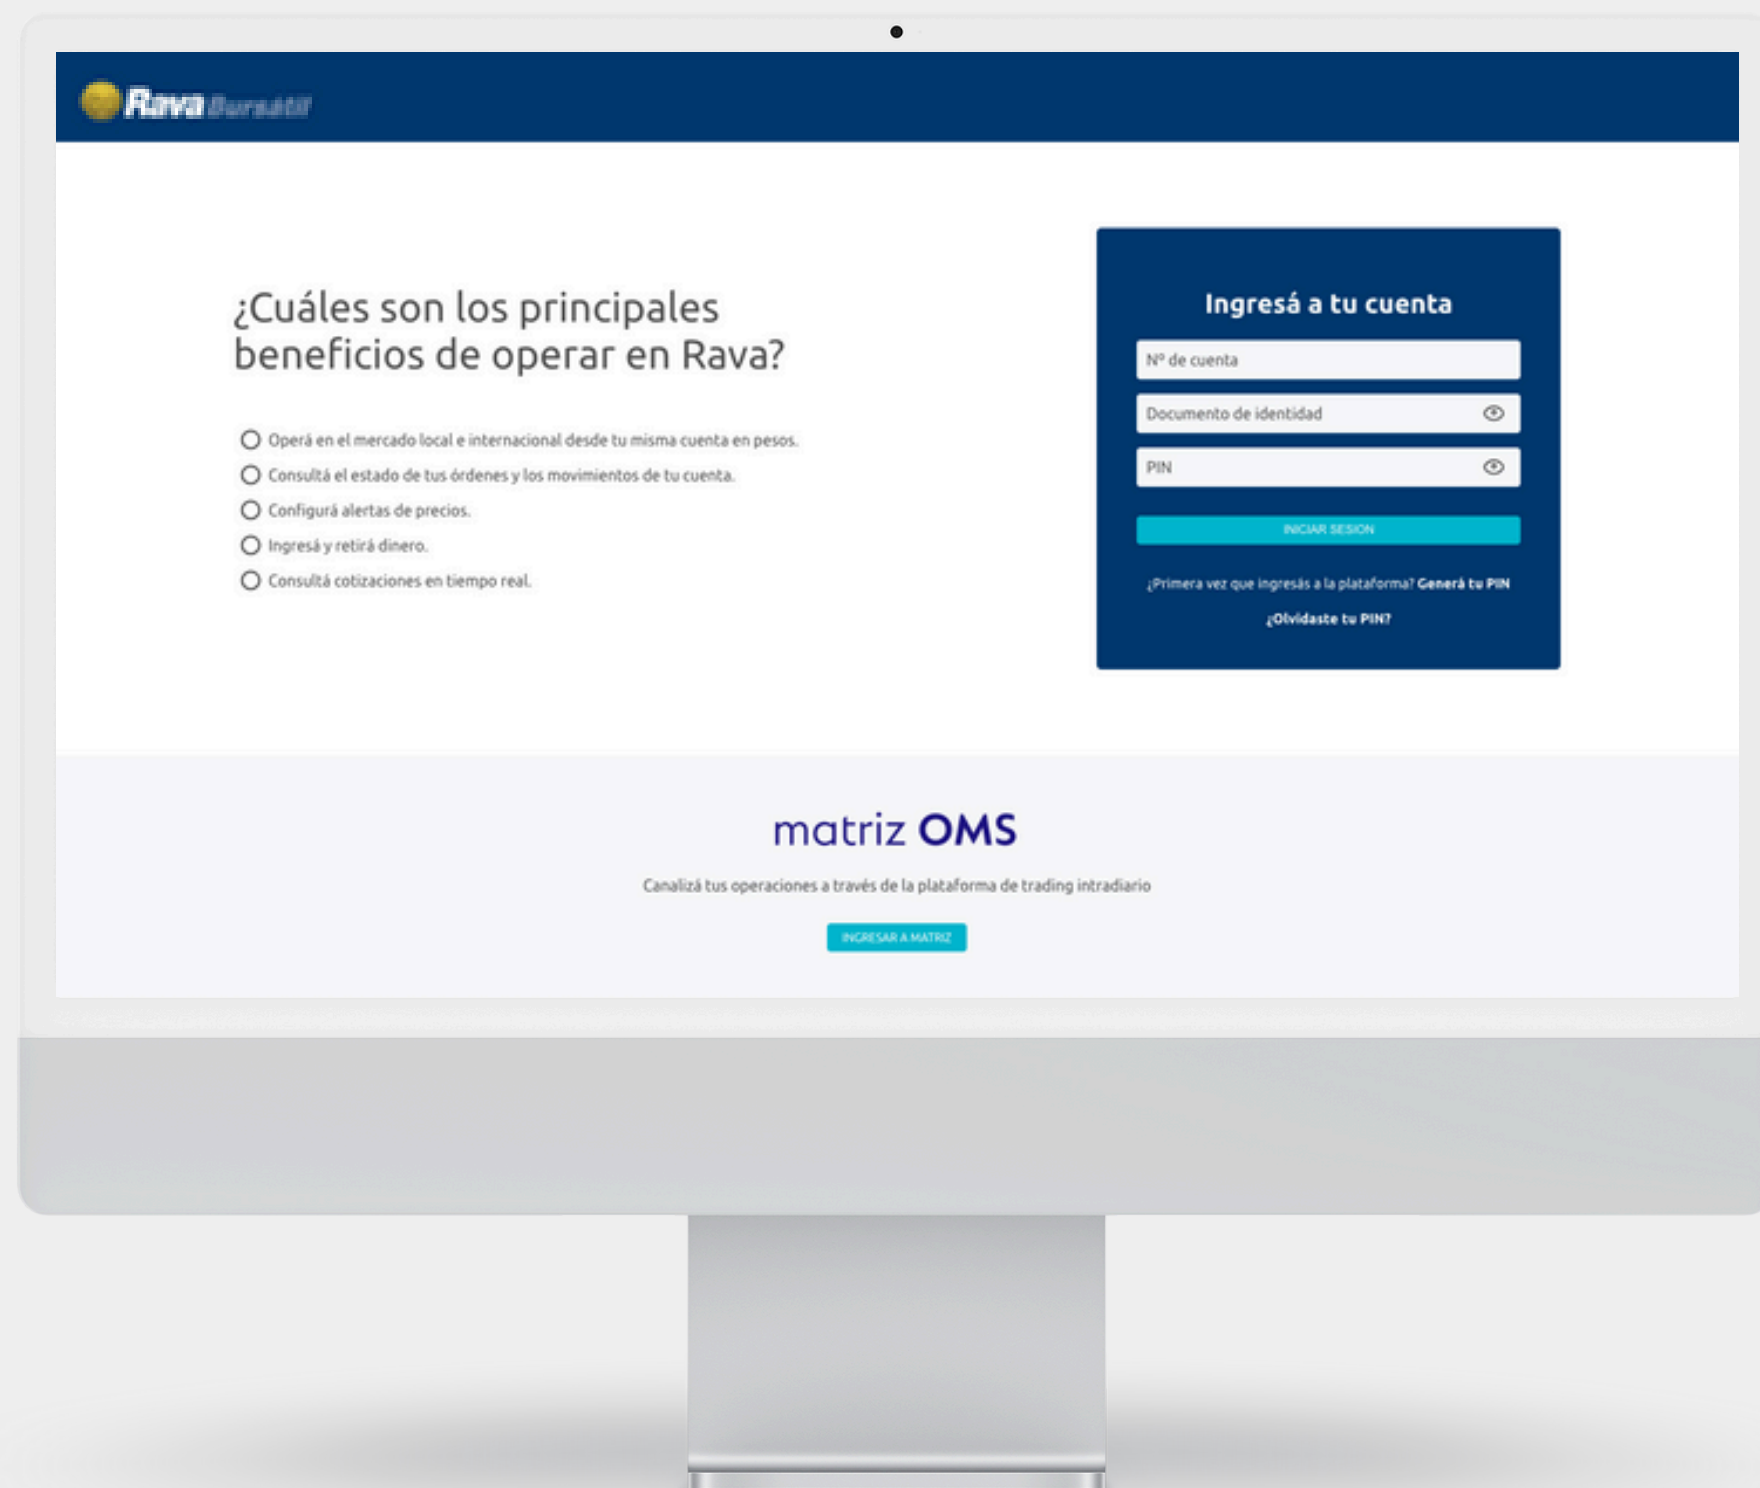 Rava Bursátil
¿Cuáles son los principales
beneficios de operar en Rava?
Operá en el mercado local e internacional desde tu misma cuenta en pesos.
Consultá el estado de tus órdenes y los movimientos de tu cuenta.
Configurá alertas de precios.
Ingresá y retirá dinero.
Consultá cotizaciones en tiempo real.
Ingresá a tu cuenta
Nº de cuenta
Documento de identidad
PIN
INICIAR SESION
¿Primera vez que ingresás a la plataforma? Generá tu PIN
¿Olvidaste tu PIN?
matriz OMS
Canalizá tus operaciones a través de la plataforma de trading intradiario
INGRESAR A MATRIZ